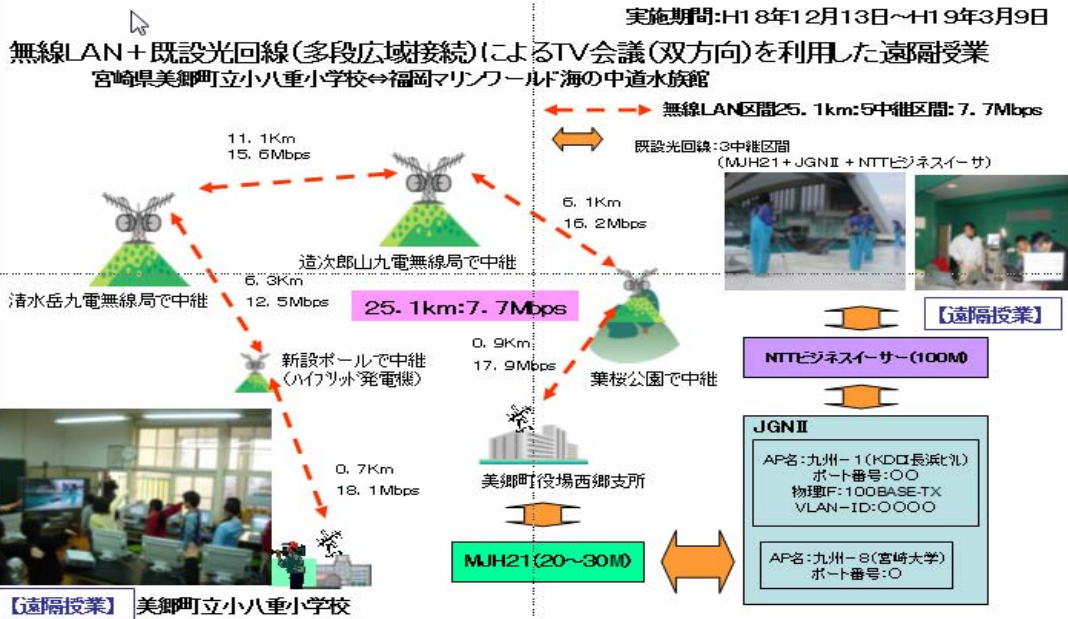 実施期間:H18年12月13日～H19年3月9日
無線LAN+既設光回線(多段広域接続)によるTV会議(双方向)を利用した遠隔授業
宮崎県美郷町立小八重小学校⇔福岡マリンワールド海の中道水族館
無線LAN区間25.1km:5中継区間:7.7Mbps
既設光回線:3中継区間
(MJH21+JGNⅡ+NTTビジネスイーサ)
11.1Km
15.6Mbps
6.1Km
16.2Mbps
造次郎山九電無線局で中継
清水岳九電無線局で中継
6.3Km
12.5Mbps
25.1km:7.7Mbps
【遠隔授業】
0.9Km
17.9Mbps
新設ポールで中継
(ハイブリッド発電機)
葉桜公園で中継
NTTビジネスイーサー(100M)
JGNⅡ
AP名:九州-1(KDDI長浜ビル)
ポート番号:〇〇
物理IF:100BASE-TX
VLAN-ID:〇〇〇〇
0.7Km
18.1Mbps
美郷町役場西郷支所
MJH21(20～30M)
AP名:九州-8(宮崎大学)
ポート番号:〇
【遠隔授業】
美郷町立小八重小学校